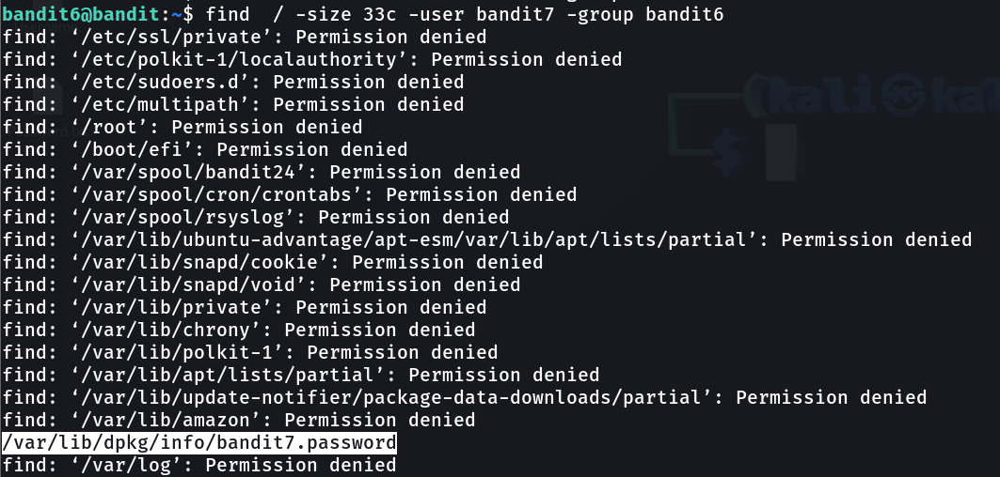 bandit6@bandit:~$ find  / -size 33c -user bandit7 -group bandit6
find: ‘/etc/ssl/private’: Permission denied
find: ‘/etc/polkit-1/localauthority’: Permission denied
find: ‘/etc/sudoers.d’: Permission denied
find: ‘/etc/multipath’: Permission denied
find: ‘/root’: Permission denied
find: ‘/boot/efi’: Permission denied
find: ‘/var/spool/bandit24’: Permission denied
find: ‘/var/spool/cron/crontabs’: Permission denied
find: ‘/var/spool/rsyslog’: Permission denied
find: ‘/var/lib/ubuntu-advantage/apt-esm/var/lib/apt/lists/partial’: Permission denied
find: ‘/var/lib/snapd/cookie’: Permission denied
find: ‘/var/lib/snapd/void’: Permission denied
find: ‘/var/lib/private’: Permission denied
find: ‘/var/lib/chrony’: Permission denied
find: ‘/var/lib/polkit-1’: Permission denied
find: ‘/var/lib/apt/lists/partial’: Permission denied
find: ‘/var/lib/update-notifier/package-data-downloads/partial’: Permission denied
find: ‘/var/lib/amazon’: Permission denied
/var/lib/dpkg/info/bandit7.password
find: ‘/var/log’: Permission denied
(kali㉿kal
$